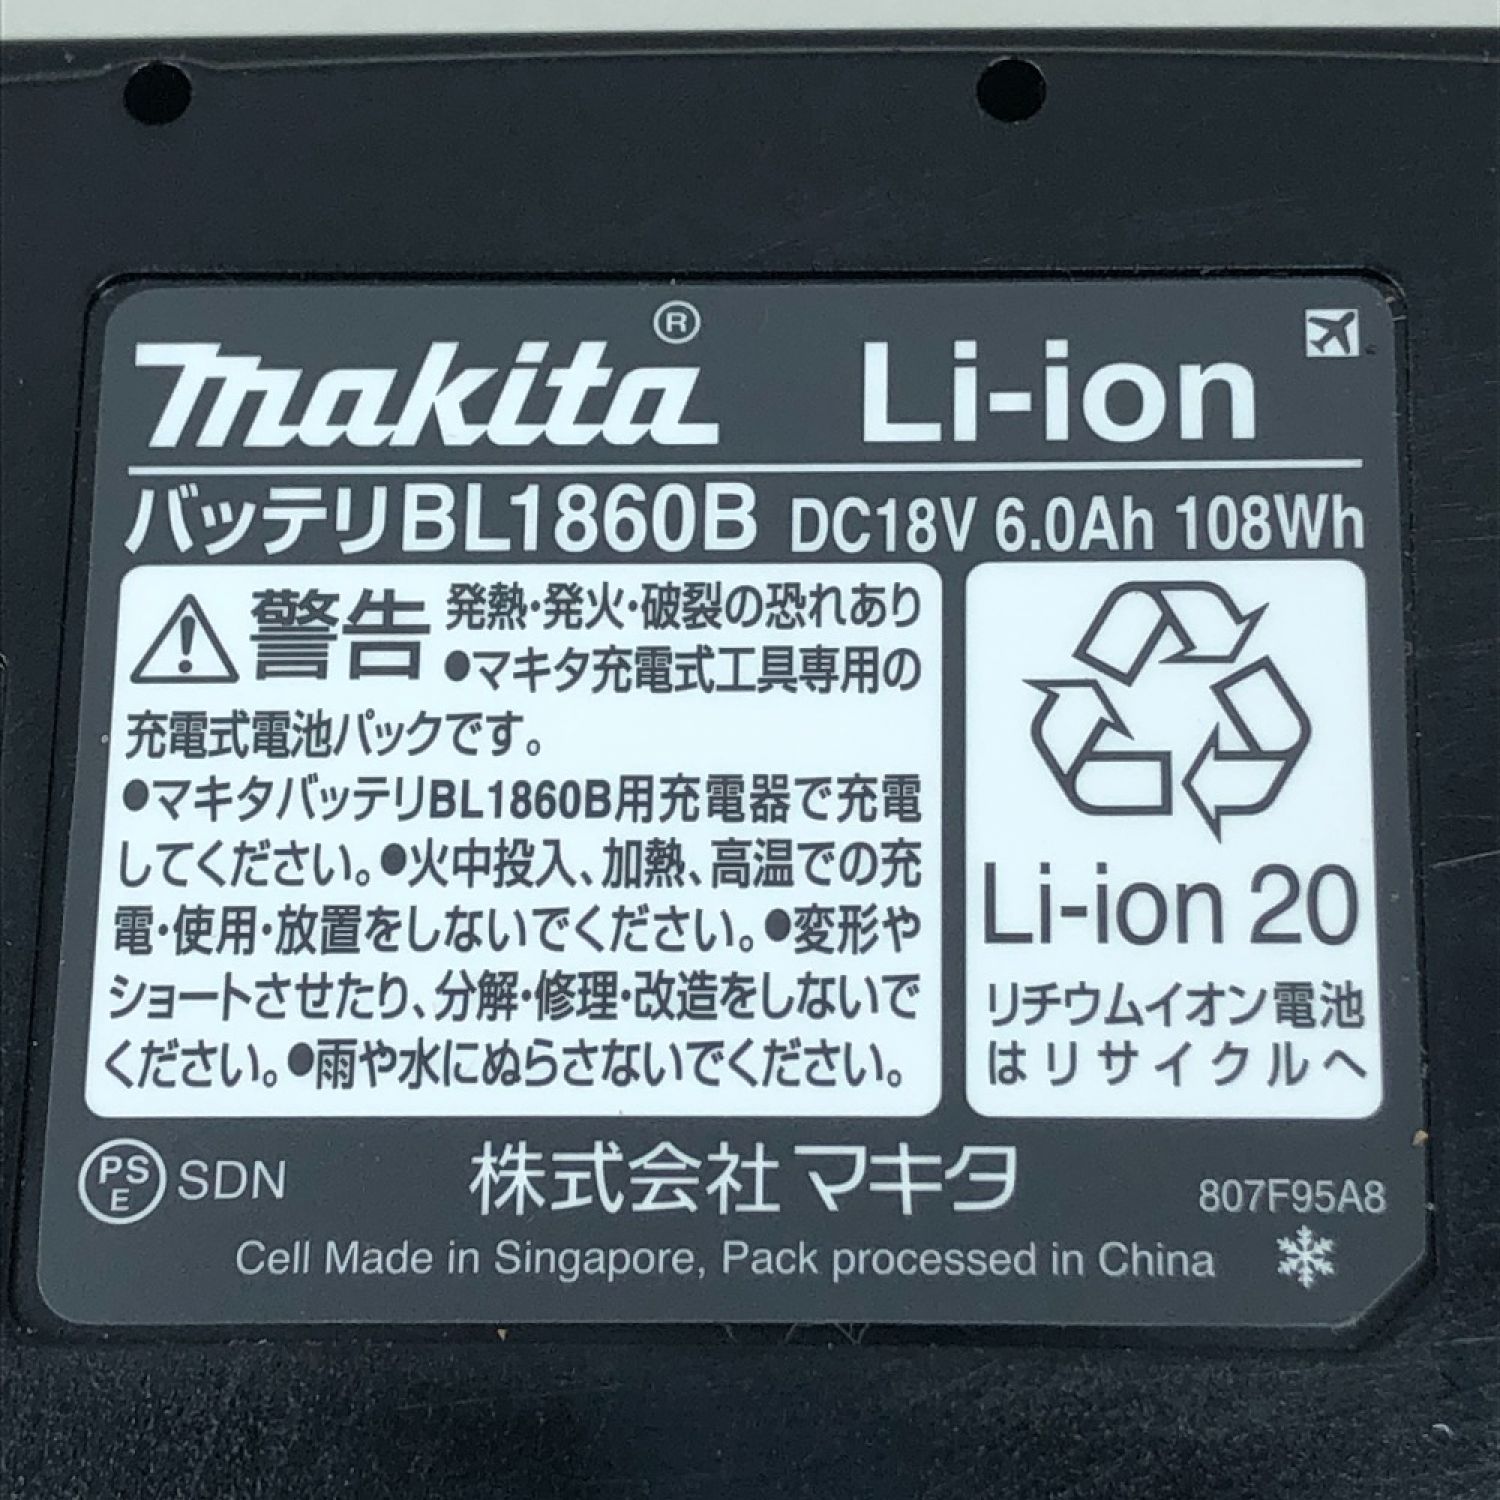 makita® Li-ion
バッテリBL1860B DC18V 6.0Ah 108Wh
警告 発熱・発火・破裂の恐れあり
●マキタ充電式工具専用の
充電式電池パックです。
●マキタバッテリBL1860B用充電器で充電
してください。●火中投入、加熱、高温での充
電・使用・放置をしないでください。●変形や
ショートさせたり、分解・修理・改造をしないで
ください。●雨や水にぬらさないでください。
Li-ion 20
リチウムイオン電池
はリサイクルへ
PS
E
SDN
株式会社マキタ
807F95A8
Cell Made in Singapore, Pack processed in China